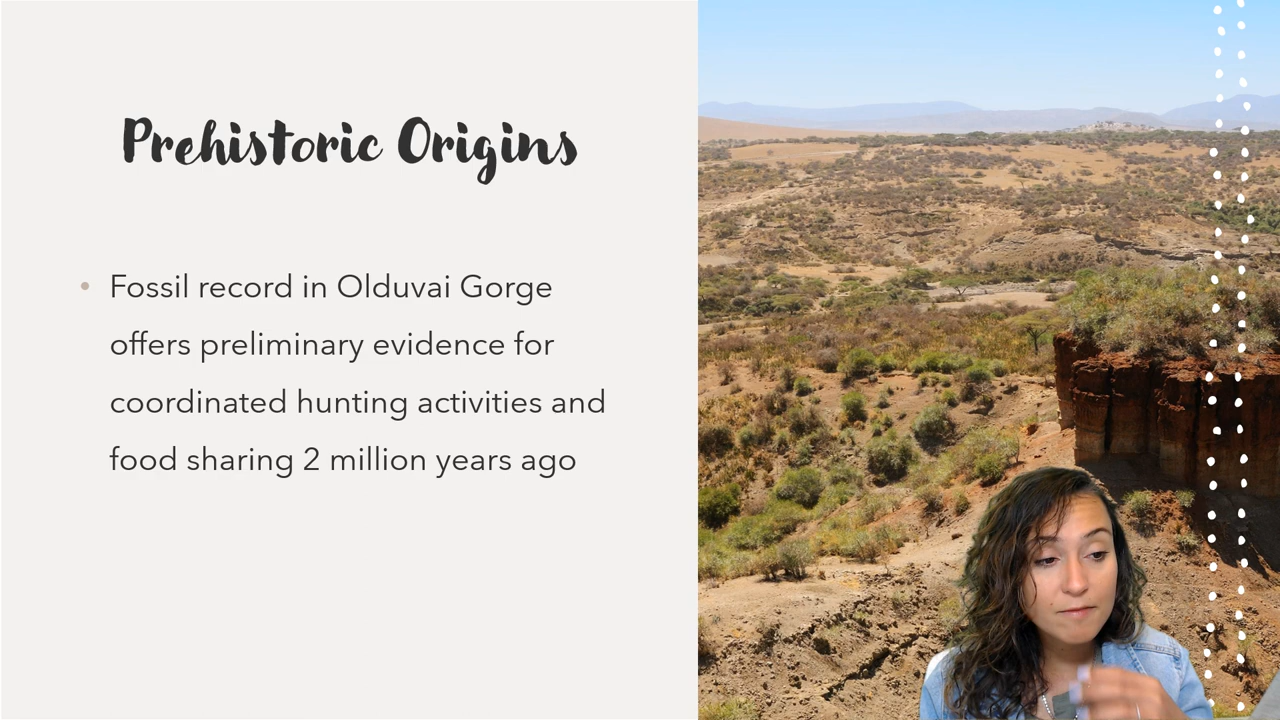 Prehistoric Origins
• Fossil record in Olduvai Gorge
offers preliminary evidence for
coordinated hunting activities and
food sharing 2 million years ago